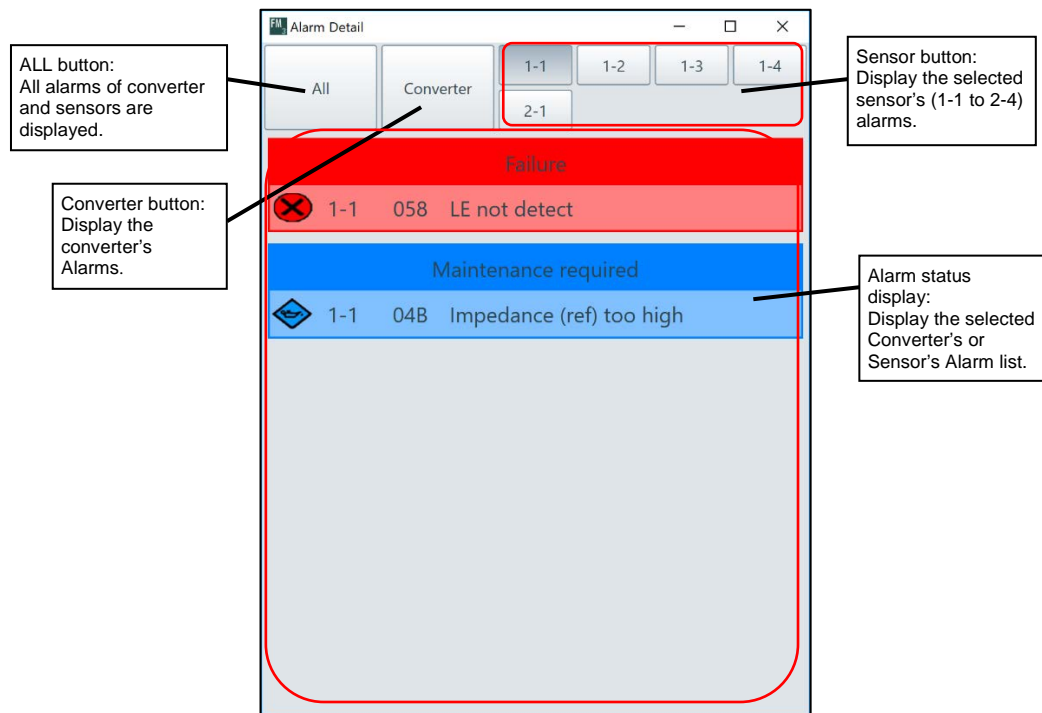 FM
3
Alarm Detail
ALL button:
All alarms of converter
and sensors are
displayed.
All
Converter
1-1
1-2
1-3
1-4
2-1
Sensor button:
Display the selected
sensor's (1-1 to 2-4)
alarms.
Converter button:
Display the
converter's
Alarms.
Failure
1-1 058 LE not detect
Maintenance required
1-1 04B Impedance (ref) too high
Alarm status
display:
Display the selected
Converter's or
Sensor's Alarm list.